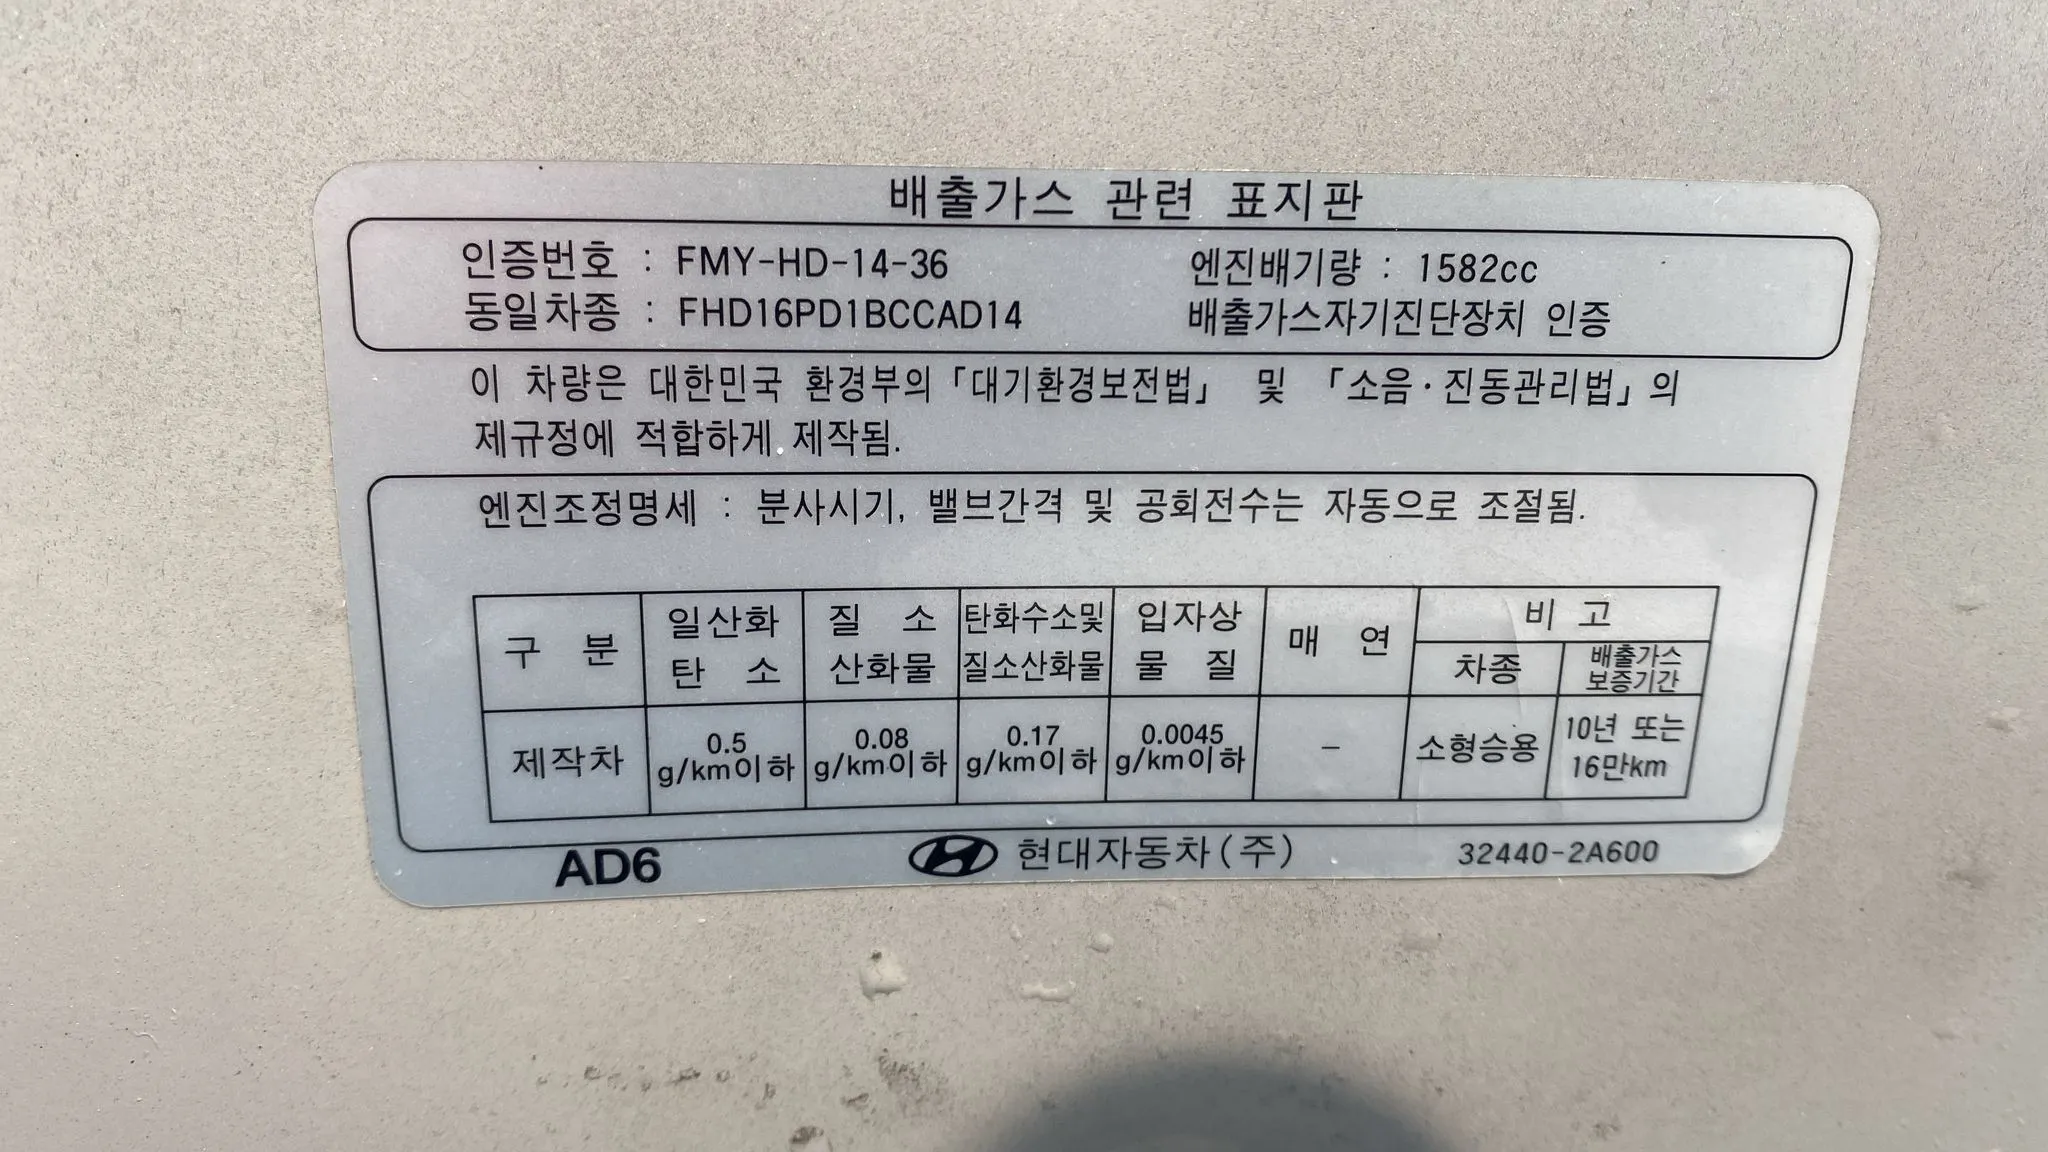 배출가스 관련 표지판
인증번호 : FMY-HD-14-36 엔진배기량 : 1582cc
동일차종 : FHD16PD1BCCAD14 배출가스자기진단장치 인증
이 차량은 대한민국 환경부의 「대기환경보전법」 및 「소음·진동관리법」의
제규정에 적합하게 제작됨.
엔진조정명세 : 분사시기, 밸브간격 및 공회전수는 자동으로 조절됨.
구 분 일산화 탄 소 질 소 산화물 탄화수소및 질소산화물 입자상 물 질 매 연 비 고
차종 배출가스 보증기간
제작차 0.5 g/km이하 0.08 g/km이하 0.17 g/km이하 0.0045 g/km이하 - 소형승용 10년 또는 16만km
AD6 현대자동차(주) 32440-2A600